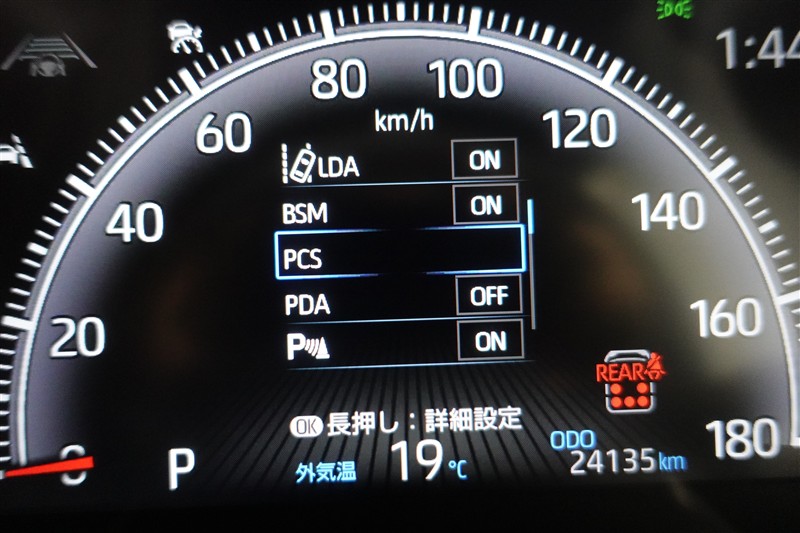 1:44
80
100
km/h
60
120
LDA ON
BSM ON
40
140
PCS
PDA OFF
20
160
P ON
REAR
OK 長押し：詳細設定
180
ODO
24135km
P
外気温 19℃